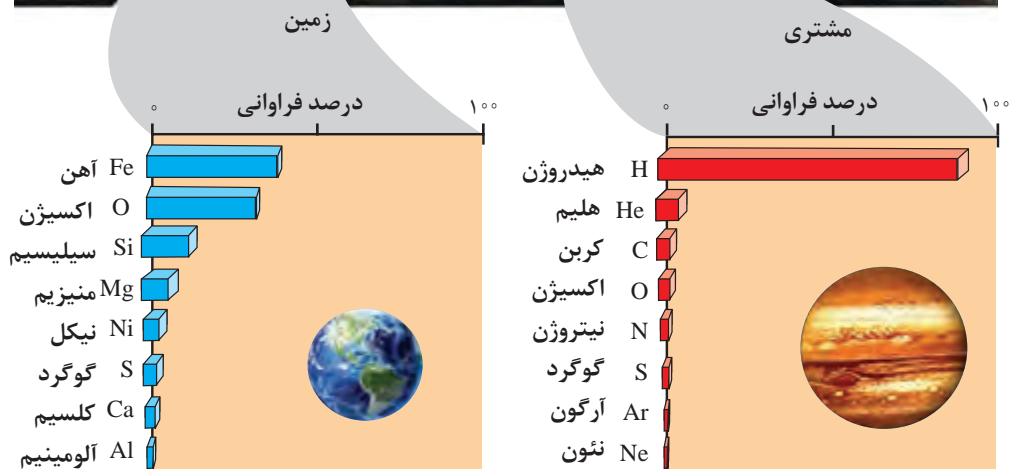 مشتری
درصد فراوانی
۰ ۱۰۰
H هیدروژن
He هلیم
C کربن
O اکسیژن
N نیتروژن
S گوگرد
Ar آرگون
Ne نئون
زمین
درصد فراوانی
۰ ۱۰۰
Fe آهن
O اکسیژن
Si سیلیسیم
Mg منیزیم
Ni نیکل
S گوگرد
Ca کلسیم
Al آلومینیم